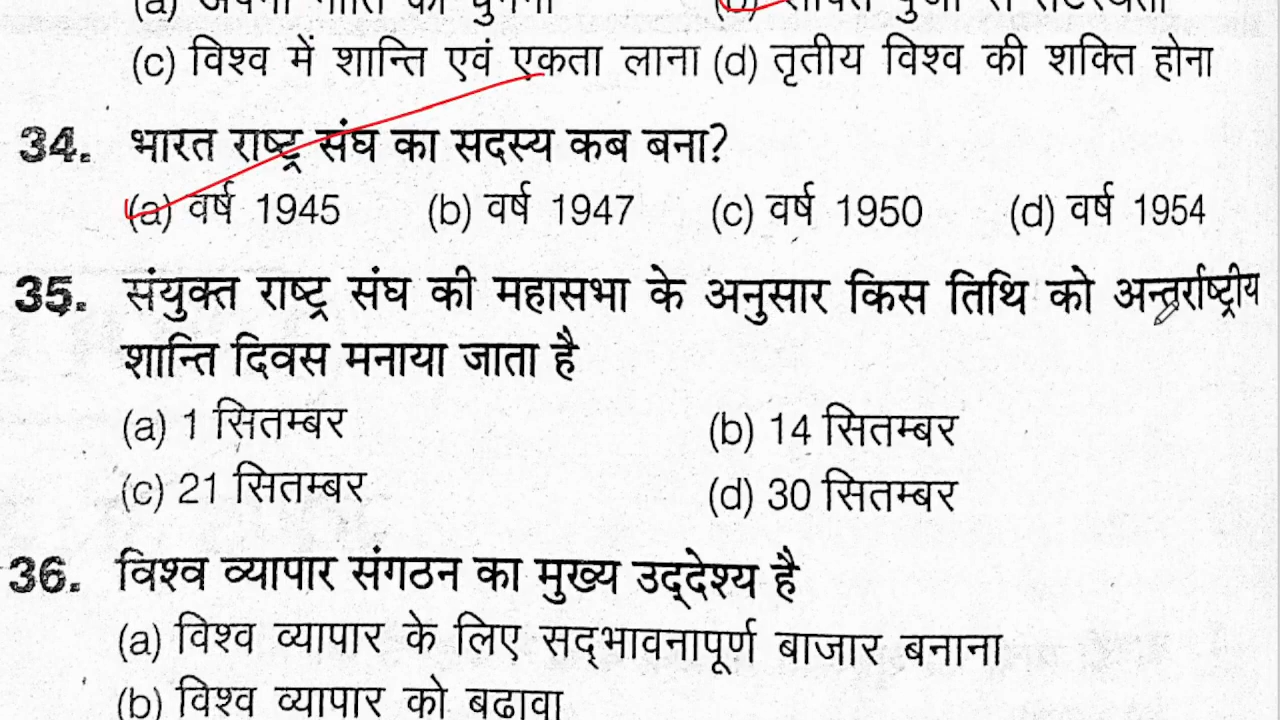 (c) विश्व में शान्ति एवं एकता लाना (d) तृतीय विश्व की शक्ति होना
34. भारत राष्ट्र संघ का सदस्य कब बना?
(a) वर्ष 1945 (b) वर्ष 1947 (c) वर्ष 1950 (d) वर्ष 1954
35. संयुक्त राष्ट्र संघ की महासभा के अनुसार किस तिथि को अन्तर्राष्ट्रीय
शान्ति दिवस मनाया जाता है
(a) 1 सितम्बर (b) 14 सितम्बर
(c) 21 सितम्बर (d) 30 सितम्बर
36. विश्व व्यापार संगठन का मुख्य उद्देश्य है
(a) विश्व व्यापार के लिए सद्भावनापूर्ण बाजार बनाना
(b) विश्व व्यापार को बढावा